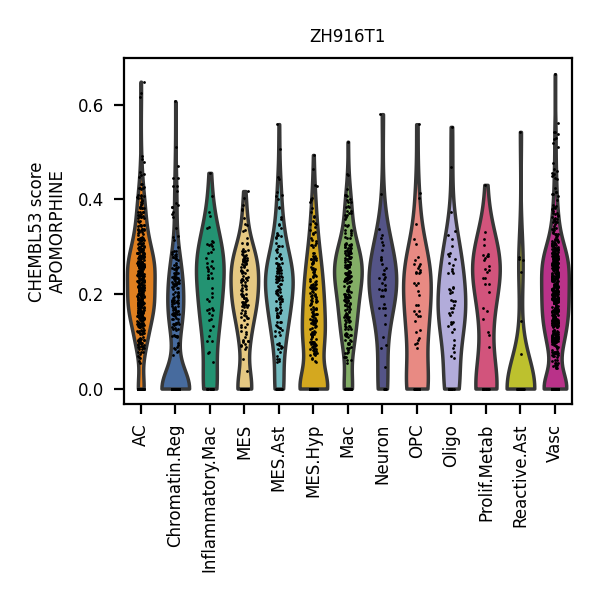 ZH916T1
CHEMBL53 score
APOMORPHINE
0.6
0.4
0.2
0.0
AC
Chromatin.Reg
Inflammatory.Mac
MES
MES.Ast
MES.Hyp
Mac
Neuron
OPC
Oligo
Prolif.Metab
Reactive.Ast
Vasc